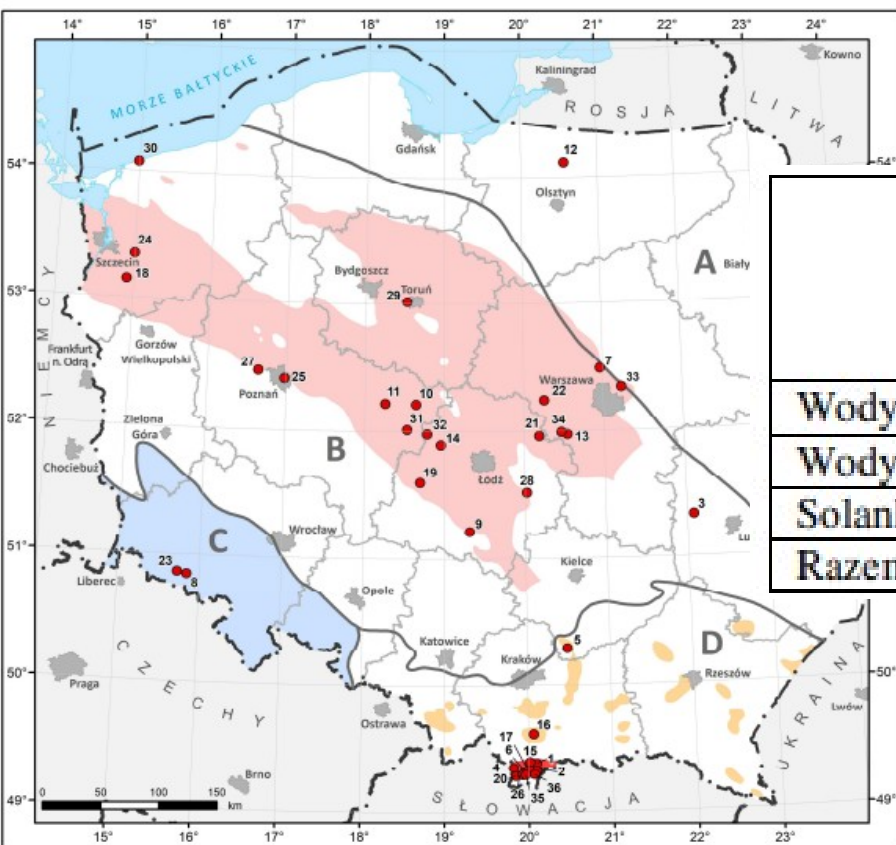 14° 15° 16° 17° 18° 19° 20° 21° 22° 23° 24°
Kowno
Kaliningrad
MORZE BAŁTYCKIE
ROSJA
LITWA
Gdańsk
54°
30
12
54°
Olsztyn
24
Szczecin
18
A
Biały
Bydgoszcz
Toruń
29
53°
NIEMCY
Gorzów
Wielkopolski
Frankfurt
n. Odrą
27
25
Poznań
7
33
Warszawa
22
11
10
52°
31
32
14
21
34
13
Zielona
Góra
B
Chociebuż
19
Łódź
28
3
9
51°
C
Wrocław
Kielce
23
8
Liberec
Opole
5
D
Katowice
Kraków
Rzeszów
50°
50°
Praga
CZECHY
Ostrawa
16
Lwów
UKRAINA
17
15
1
6
4
2
20
26
35
36
49°
49°
Brno
SŁOWACJA
0 50 100 150
km
15° 16° 17° 18° 19° 20° 21° 22° 23°
Wody
Wody
Razem